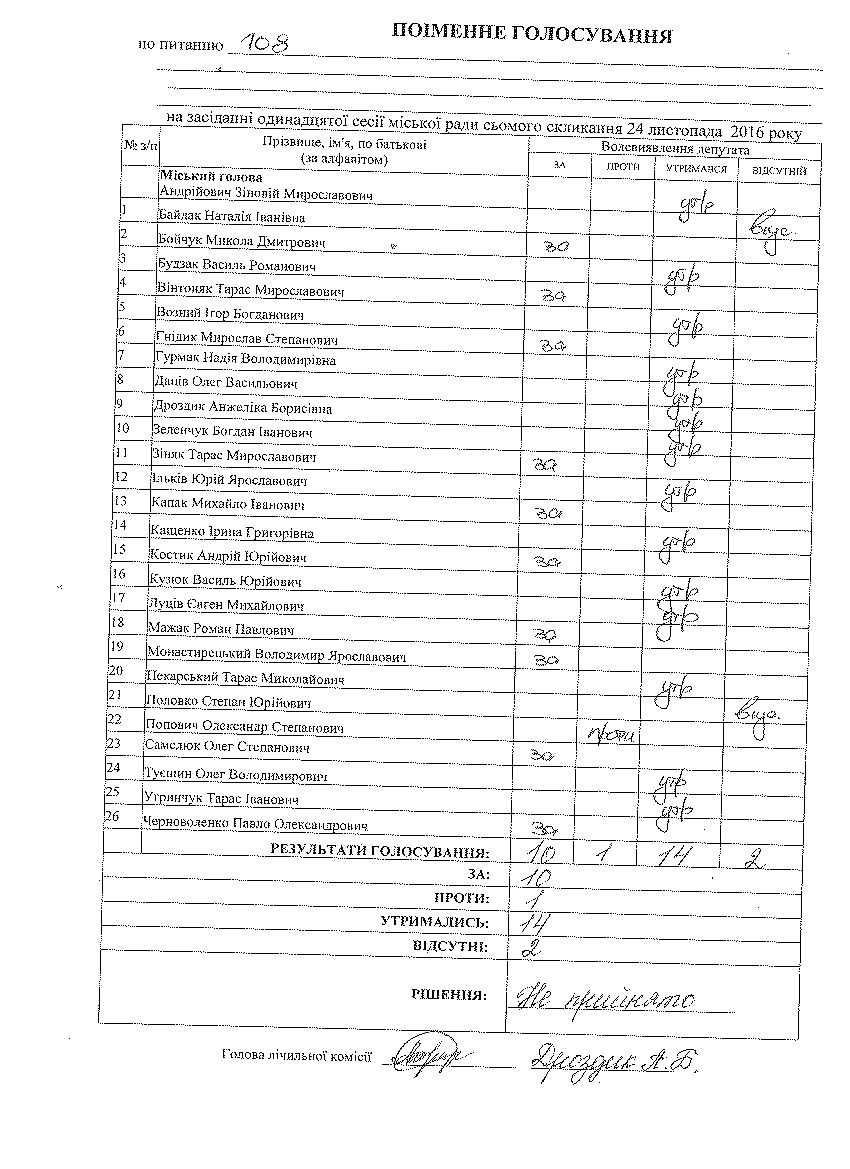 ПОІМЕННЕ ГОЛОСУВАННЯ
по питанню 108
на засіданні одинадцятої сесії міської ради сьомого скликання 24 листопада 2016 року
№ з/п Прізвище, ім'я, по батькові (за алфавітом) Волевиявлення депутата
ЗА ПРОТИ УТРИМАВСЯ ВІДСУТНІЙ
Міський голова
Андрійович Зіновій Мирославович утр
1 Байдак Наталія Іванівна відс.
2 Бойчук Микола Дмитрович за
3 Будзак Василь Романович утр
4 Вінтоняк Тарас Мирославович за
5 Возний Ігор Богданович утр
6 Гнідик Мирослав Степанович за
7 Гурмак Надія Володимирівна утр
8 Даців Олег Васильович утр
9 Дроздик Анжеліка Борисівна утр
10 Зеленчук Богдан Іванович утр
11 Зіняк Тарас Мирославович за
12 Ільків Юрій Ярославович утр
13 Капак Михайло Іванович за
14 Кащенко Ірина Григорівна утр
15 Костик Андрій Юрійович за
16 Кузюк Василь Юрійович утр
17 Луців Євген Михайлович утр
18 Мажак Роман Павлович за
19 Монастирецький Володимир Ярославович за
20 Пекарський Тарас Миколайович утр
21 Половко Степан Юрійович відс.
22 Попович Олександр Степанович проти
23 Самелюк Олег Степанович за
24 Туєшин Олег Володимирович утр
25 Угринчук Тарас Іванович утр
26 Черноволенко Павло Олександрович за
РЕЗУЛЬТАТИ ГОЛОСУВАННЯ: 10 1 14 2
ЗА: 10
ПРОТИ: 1
УТРИМАЛИСЬ: 14
ВІДСУТНІ: 2
РІШЕННЯ: Не прийнято
Голова лічильної комісії Дроздик А.Б.